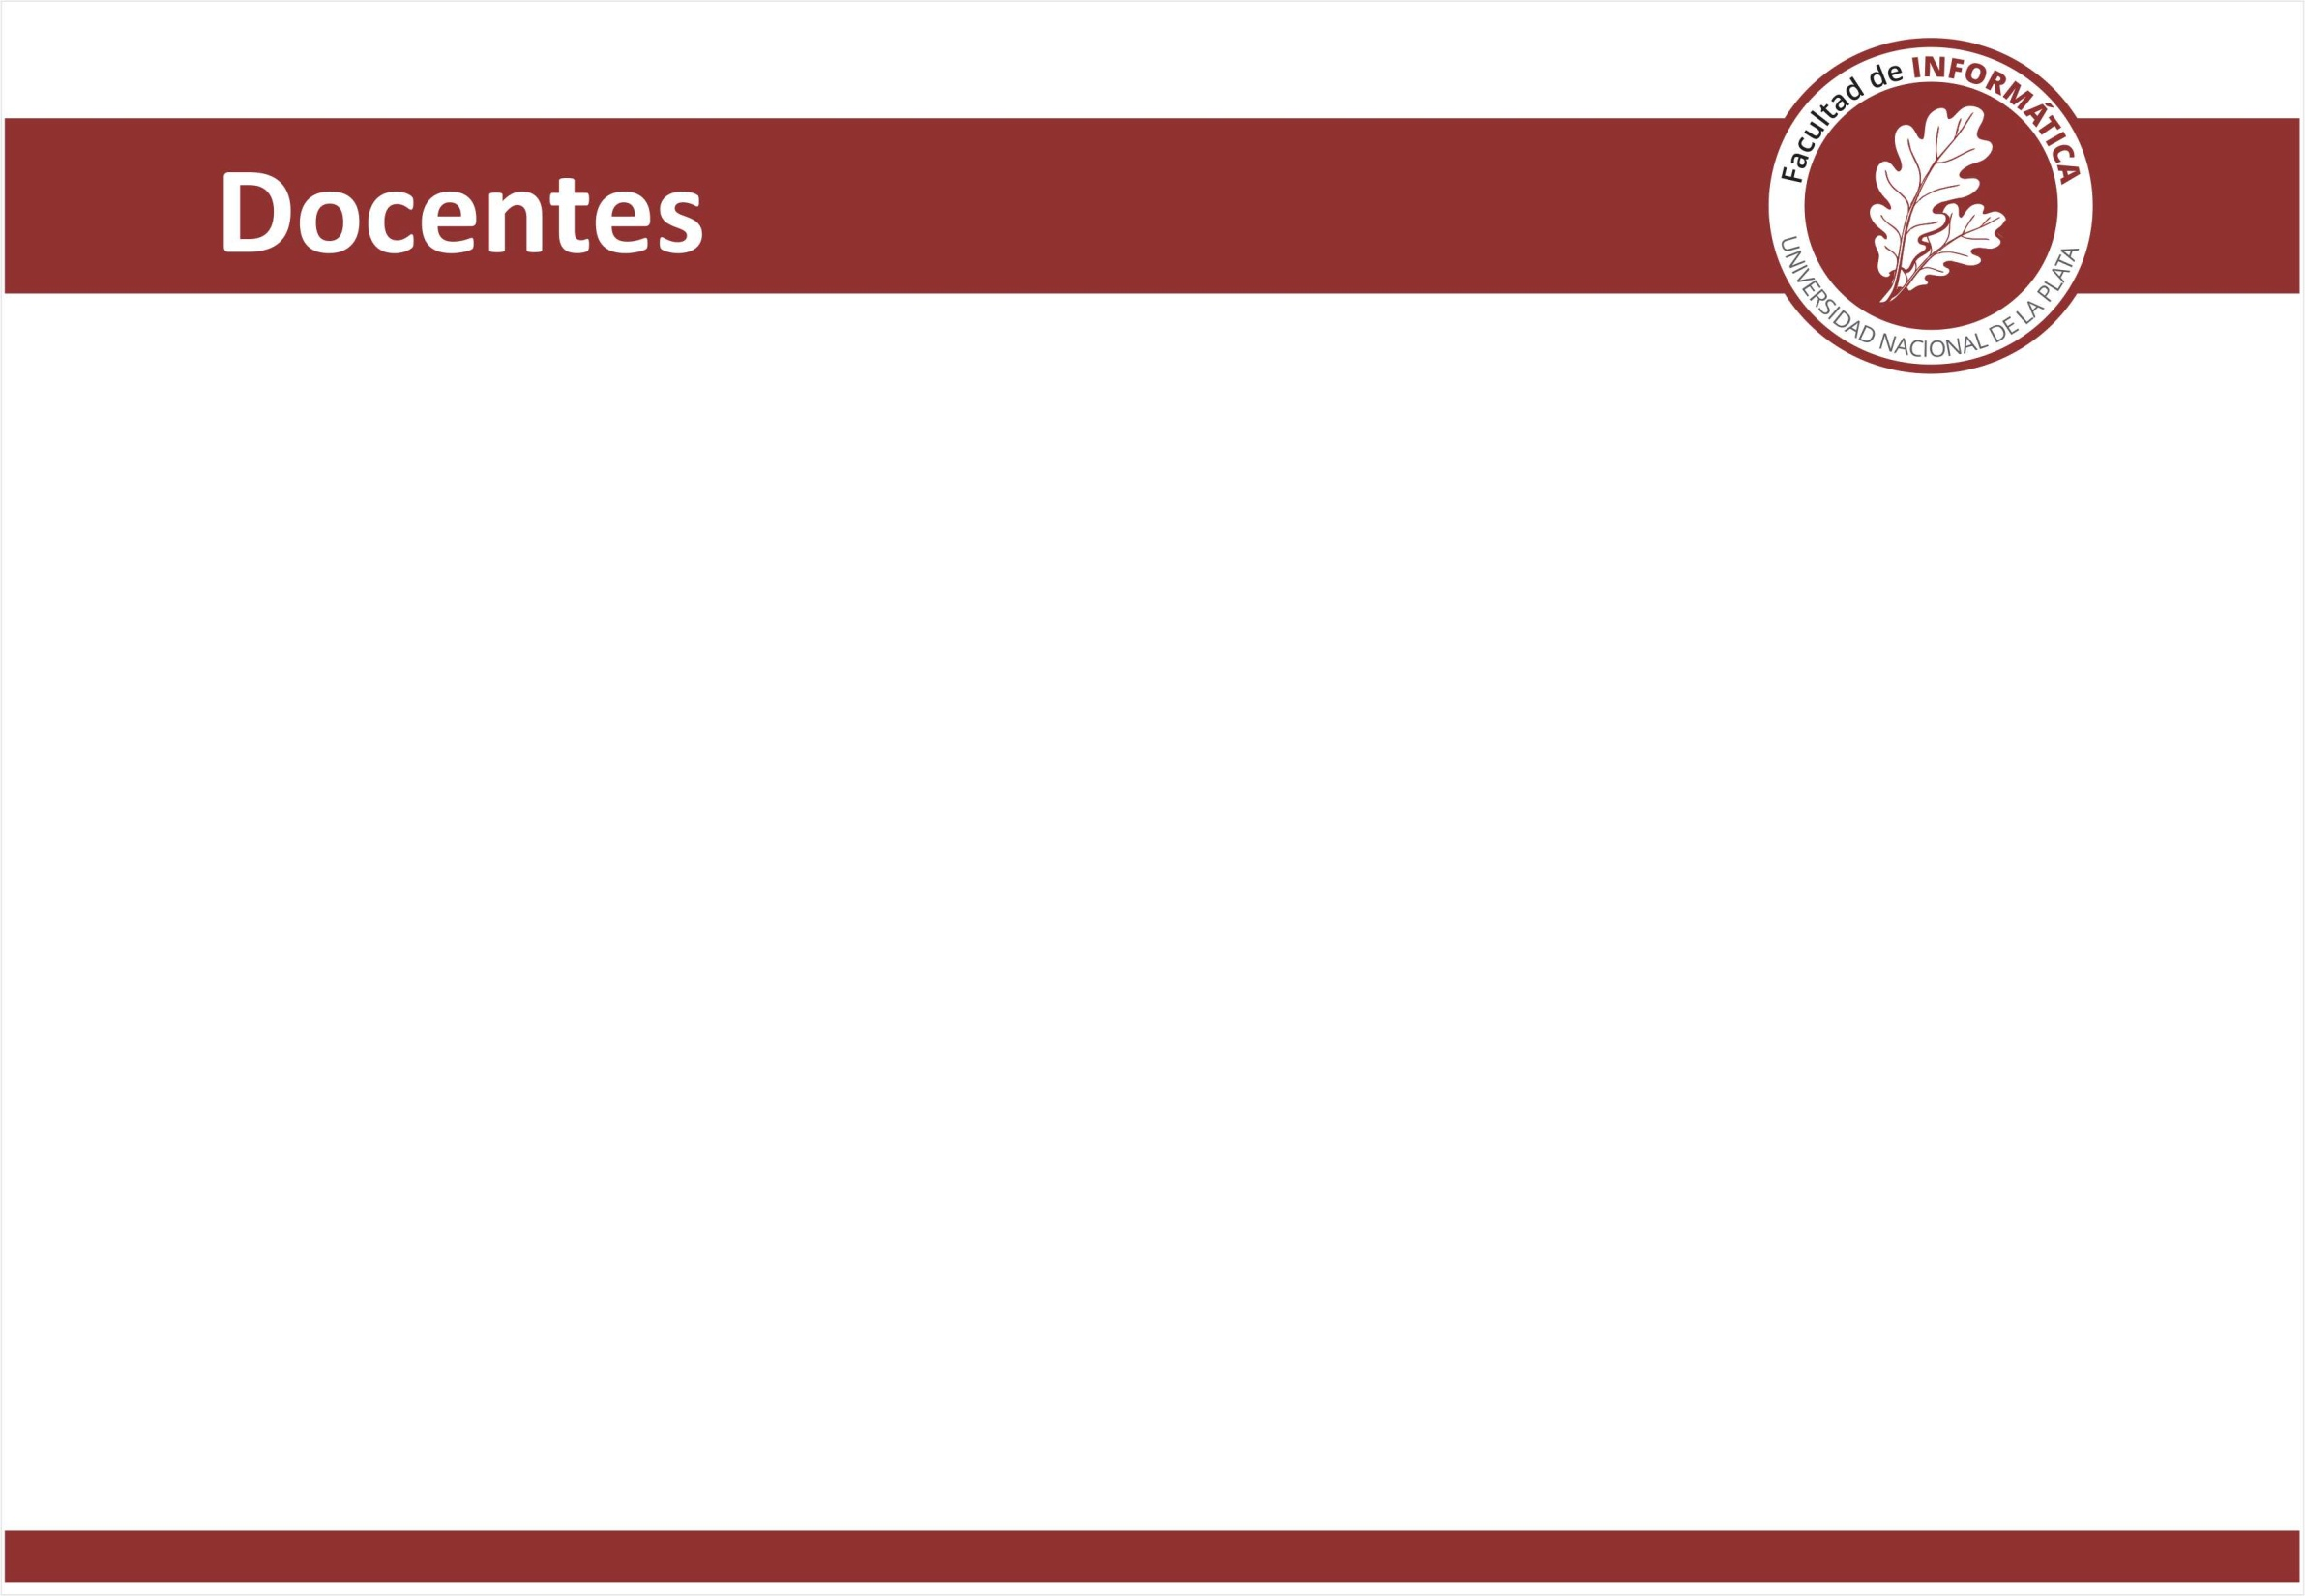 Docentes
Facultad de INFORMÁTICA
UNIVERSIDAD NACIONAL DE LA PLATA